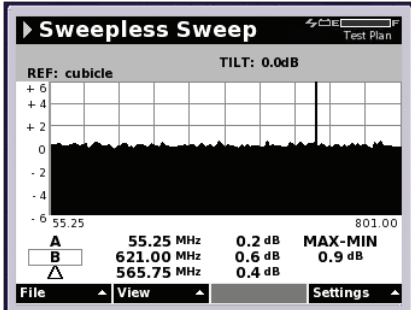 Sweepless Sweep
E F
Test Plan
TILT: 0.0dB
REF: cubicle
+ 6
+ 4
+ 2
0
- 2
- 4
- 6
55.25 801.00
A 55.25 MHz 0.2 dB MAX-MIN
B 621.00 MHz 0.6 dB 0.9 dB
△ 565.75 MHz 0.4 dB
File View Settings